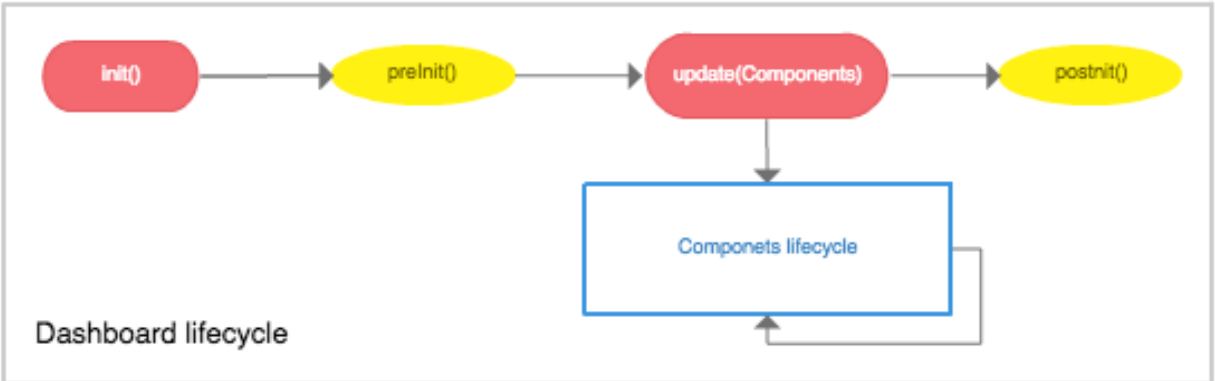 init()
preInit()
update(Components)
postnit()
Componets lifecycle
Dashboard lifecycle